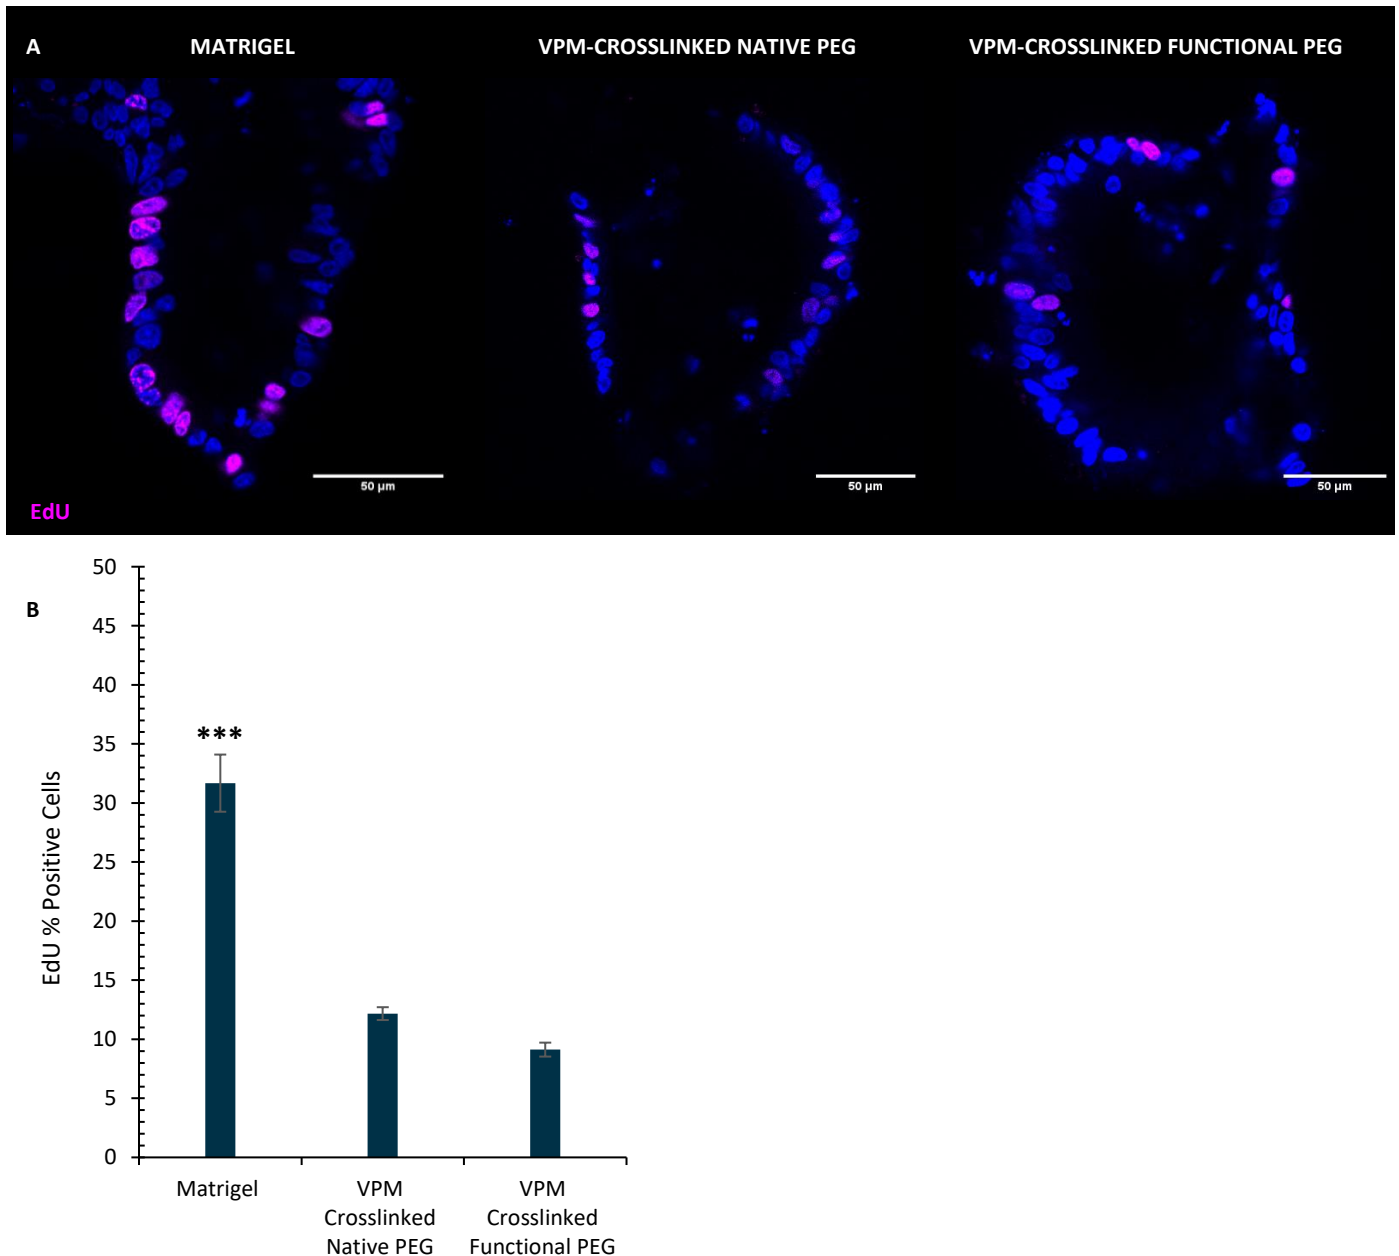 A
MATRIGEL
VPM-CROSSLINKED NATIVE PEG
VPM-CROSSLINKED FUNCTIONAL PEG
50 µm
50 µm
50 µm
EdU
B
50
45
40
35
30
25
20
15
10
5
0
EdU % Positive Cells
***
Matrigel
VPM
Crosslinked
Native PEG
VPM
Crosslinked
Functional PEG